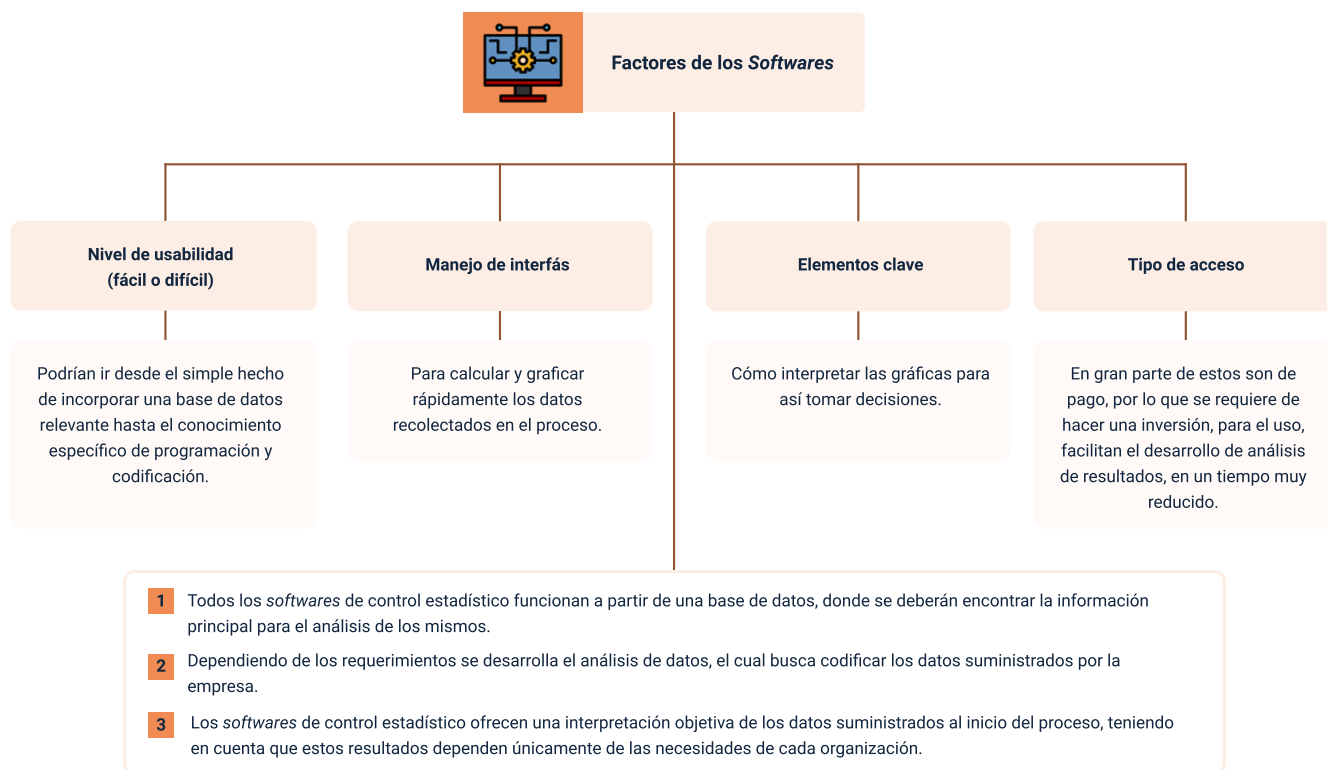 Factores de los Softwares
Nivel de usabilidad
(fácil o difícil)
Podrían ir desde el simple hecho
de incorporar una base de datos
relevante hasta el conocimiento
específico de programación y
codificación.
Manejo de interfás
Para calcular y graficar
rápidamente los datos
recolectados en el proceso.
Elementos clave
Cómo interpretar las gráficas para
así tomar decisiones.
Tipo de acceso
En gran parte de estos son de
pago, por lo que se requiere de
hacer una inversión, para el uso,
facilitan el desarrollo de análisis
de resultados, en un tiempo muy
reducido.
1 Todos los softwares de control estadístico funcionan a partir de una base de datos, donde se deberán encontrar la información
principal para el análisis de los mismos.
2 Dependiendo de los requerimientos se desarrolla el análisis de datos, el cual busca codificar los datos suministrados por la
empresa.
3 Los softwares de control estadístico ofrecen una interpretación objetiva de los datos suministrados al inicio del proceso, teniendo
en cuenta que estos resultados dependen únicamente de las necesidades de cada organización.